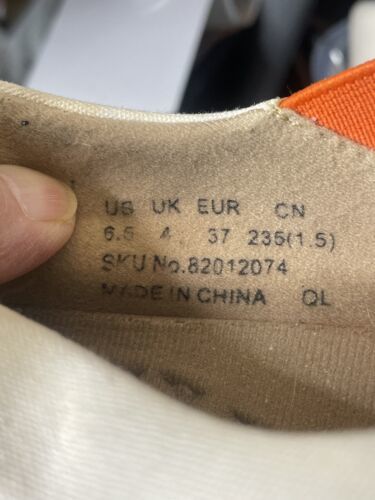 US UK EUR CN
6.5 4 37 235(1.5)
SKU No.82012074
MADE IN CHINA QL